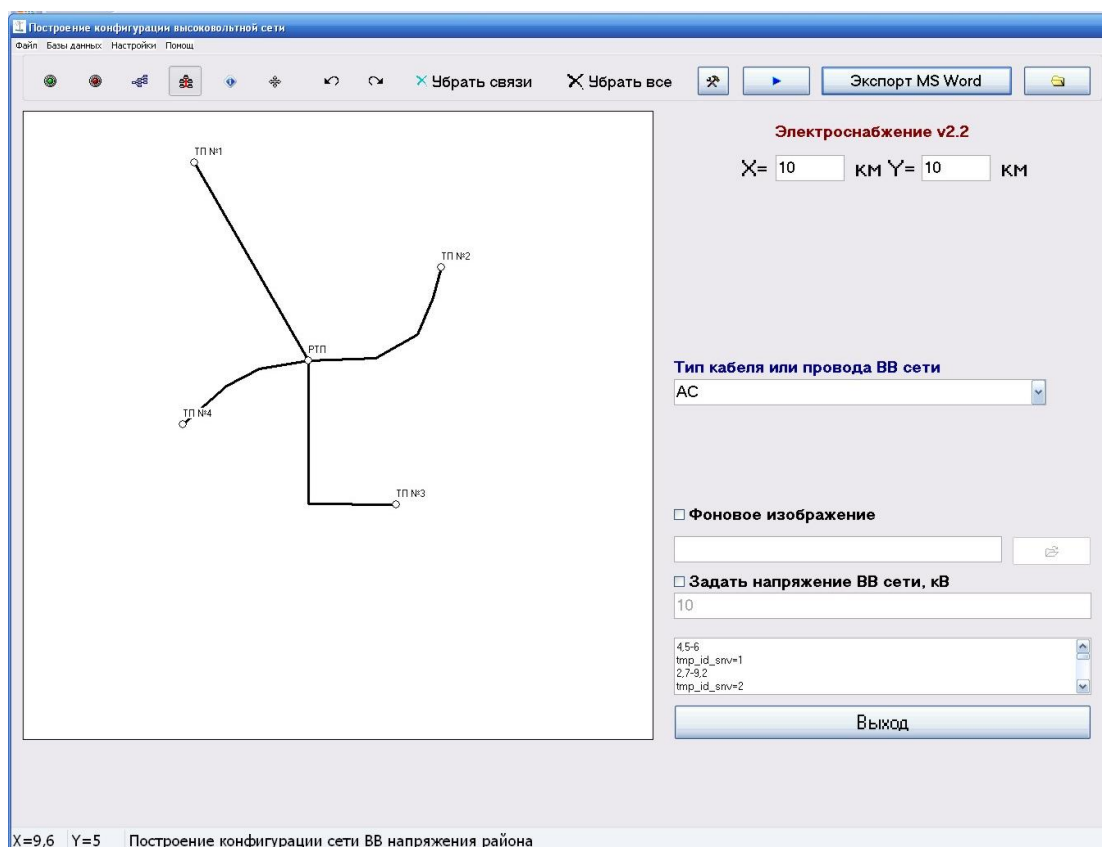 Построение конфигурации высоковольтной сети
Файл Базы данных Настройки Помощ
Убрать связи Убрать все Экспорт MS Word
Электроснабжение v2.2
X= 10 км Y= 10 км
ТП №1
ТП №2
РТП
ТП №4
ТП №3
Тип кабеля или провода ВВ сети
АС
Фоновое изображение
Задать напряжение ВВ сети, кВ
10
4,5-6
tmp_id_snv=1
2,7-9,2
tmp_id_snv=2
Выход
X=9,6 Y=5 Построение конфигурации сети ВВ напряжения района